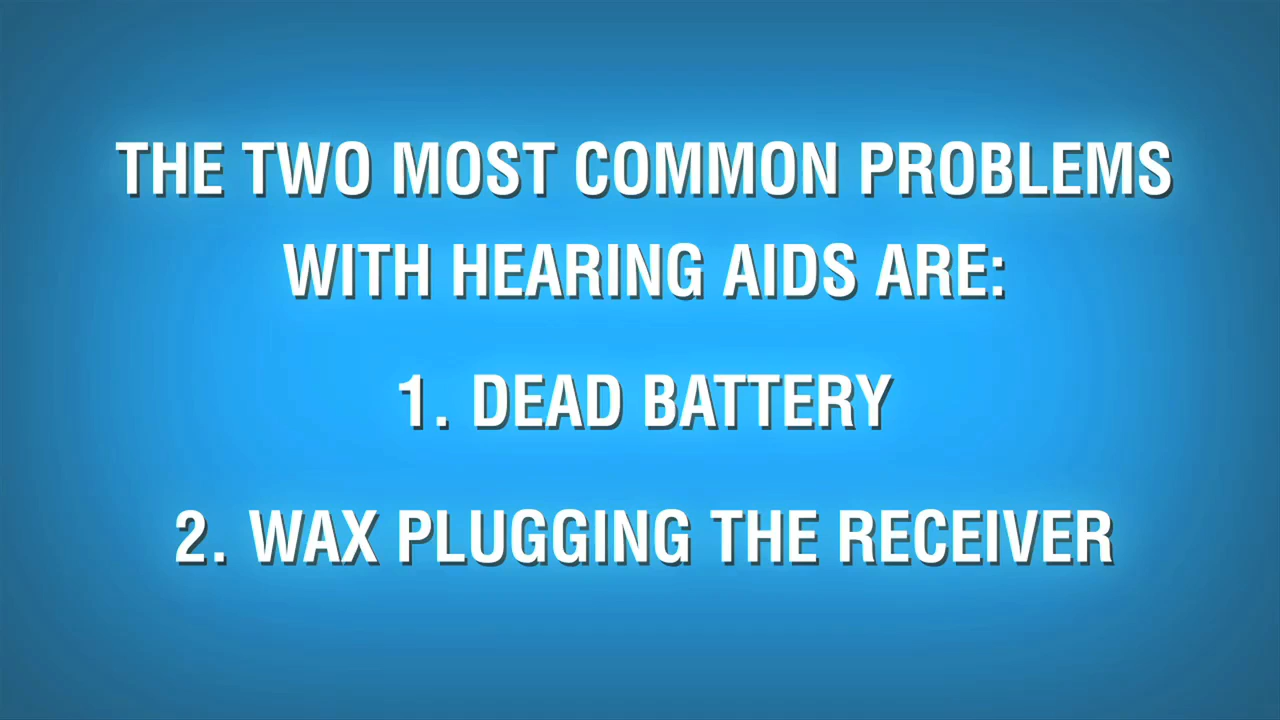 THE TWO MOST COMMON PROBLEMS
WITH HEARING AIDS ARE:
1. DEAD BATTERY
2. WAX PLUGGING THE RECEIVER